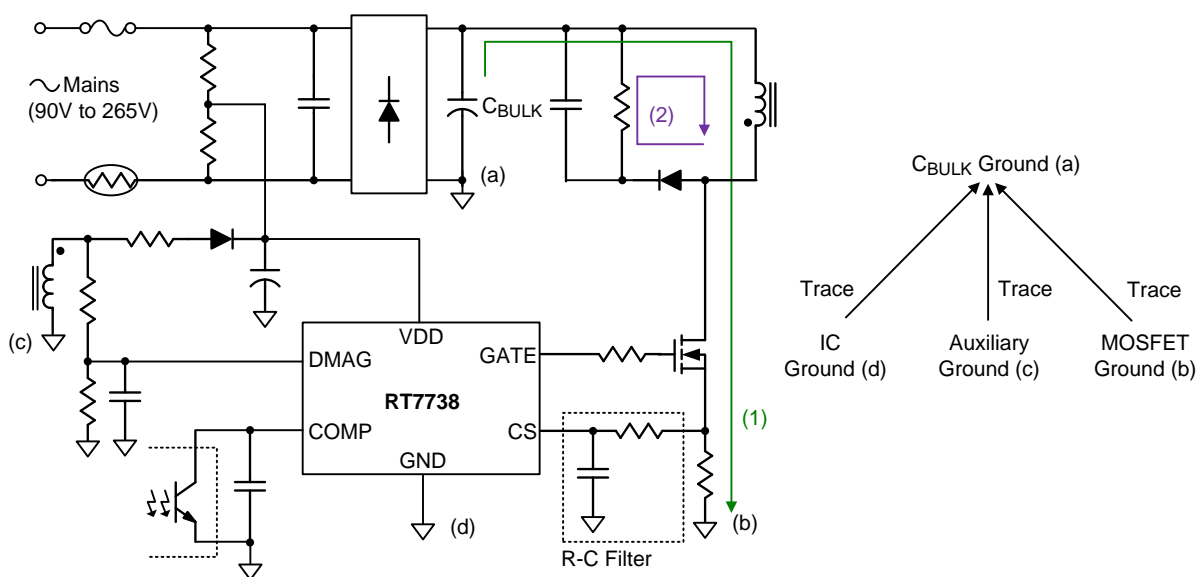 Mains
(90V to 265V)
CBULK
(a)
(2)
(c)
VDD
DMAG
GATE
RT7738
COMP
CS
GND
(d)
(1)
(b)
R-C Filter
CBULK Ground (a)
Trace
Trace
Trace
IC
Ground (d)
Auxiliary
Ground (c)
MOSFET
Ground (b)